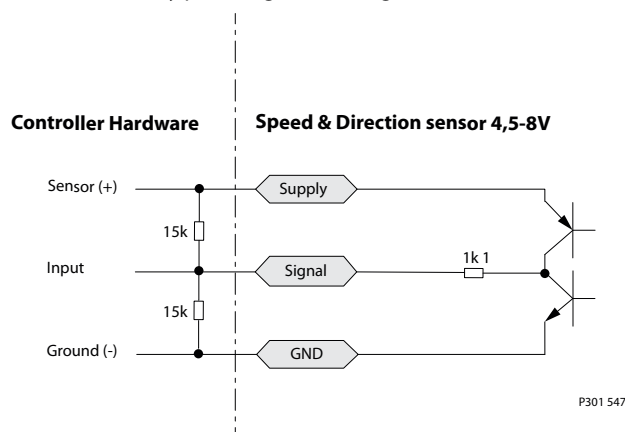 Controller Hardware
Speed & Direction sensor 4,5-8V
Sensor (+)
Supply
15k
1k 1
Input
Signal
15k
Ground (-)
GND
P301 547